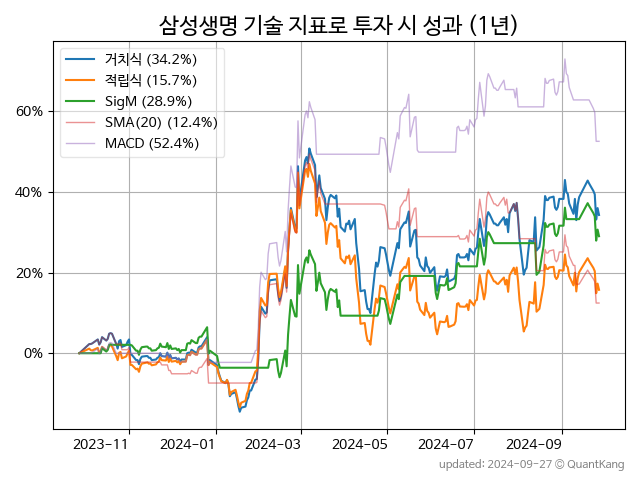 삼성생명 기술 지표로 투자 시 성과 (1년)
거치식 (34.2%)
적립식 (15.7%)
SigM (28.9%)
SMA(20) (12.4%)
MACD (52.4%)
60%
40%
20%
0%
2023-11 2024-01 2024-03 2024-05 2024-07 2024-09
updated: 2024-09-27 © QuantKang